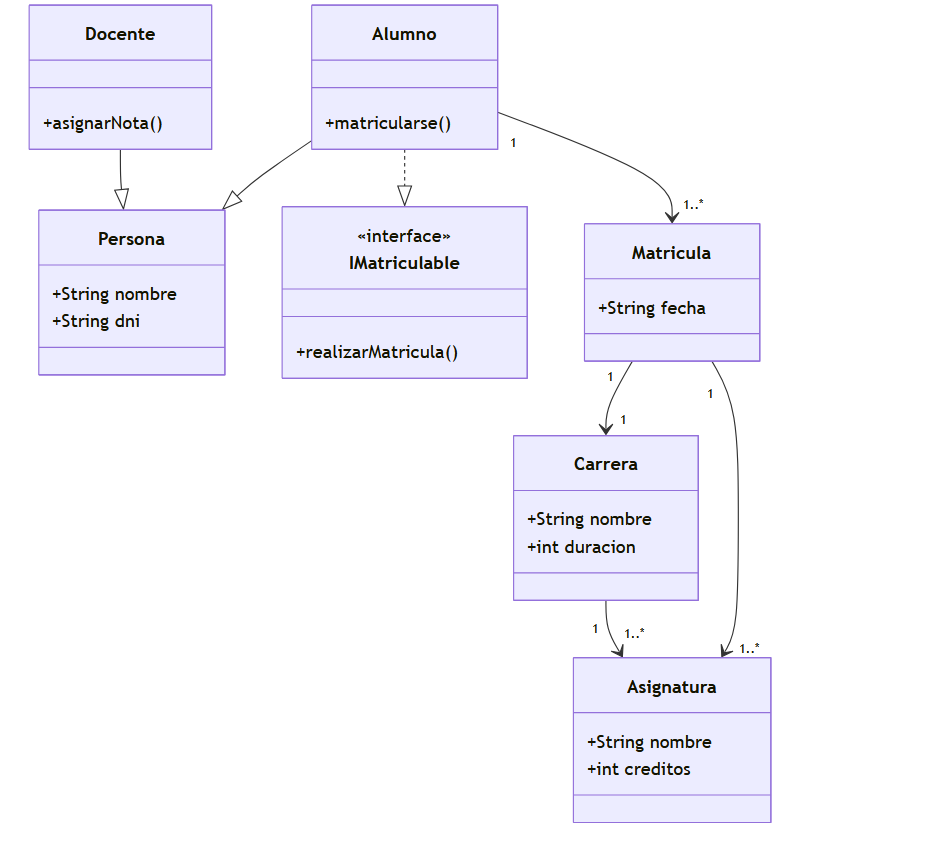 Docente
+asignarNota()
Alumno
+matricularse()
1
1..*
Persona
+String nombre
+String dni
«interface»
IMatriculable
+realizarMatricula()
Matricula
+String fecha
1
1
1
Carrera
+String nombre
+int duracion
1
1..*
1..*
Asignatura
+String nombre
+int creditos